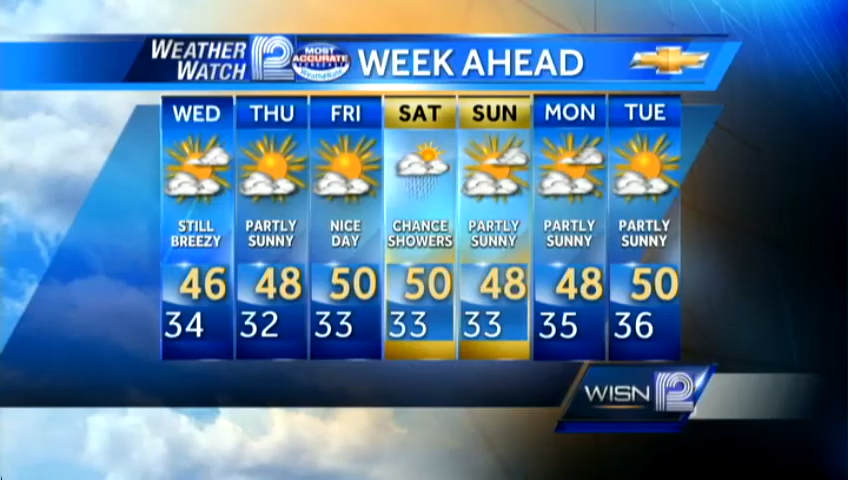 WEATHER WATCH 12 MOST ACCURATE FORECAST WeatheRate WEEK AHEAD
WED THU FRI SAT SUN MON TUE
STILL BREEZY PARTLY SUNNY NICE DAY CHANCE SHOWERS PARTLY SUNNY PARTLY SUNNY PARTLY SUNNY
46 48 50 50 48 48 50
34 32 33 33 33 35 36
WISN 12